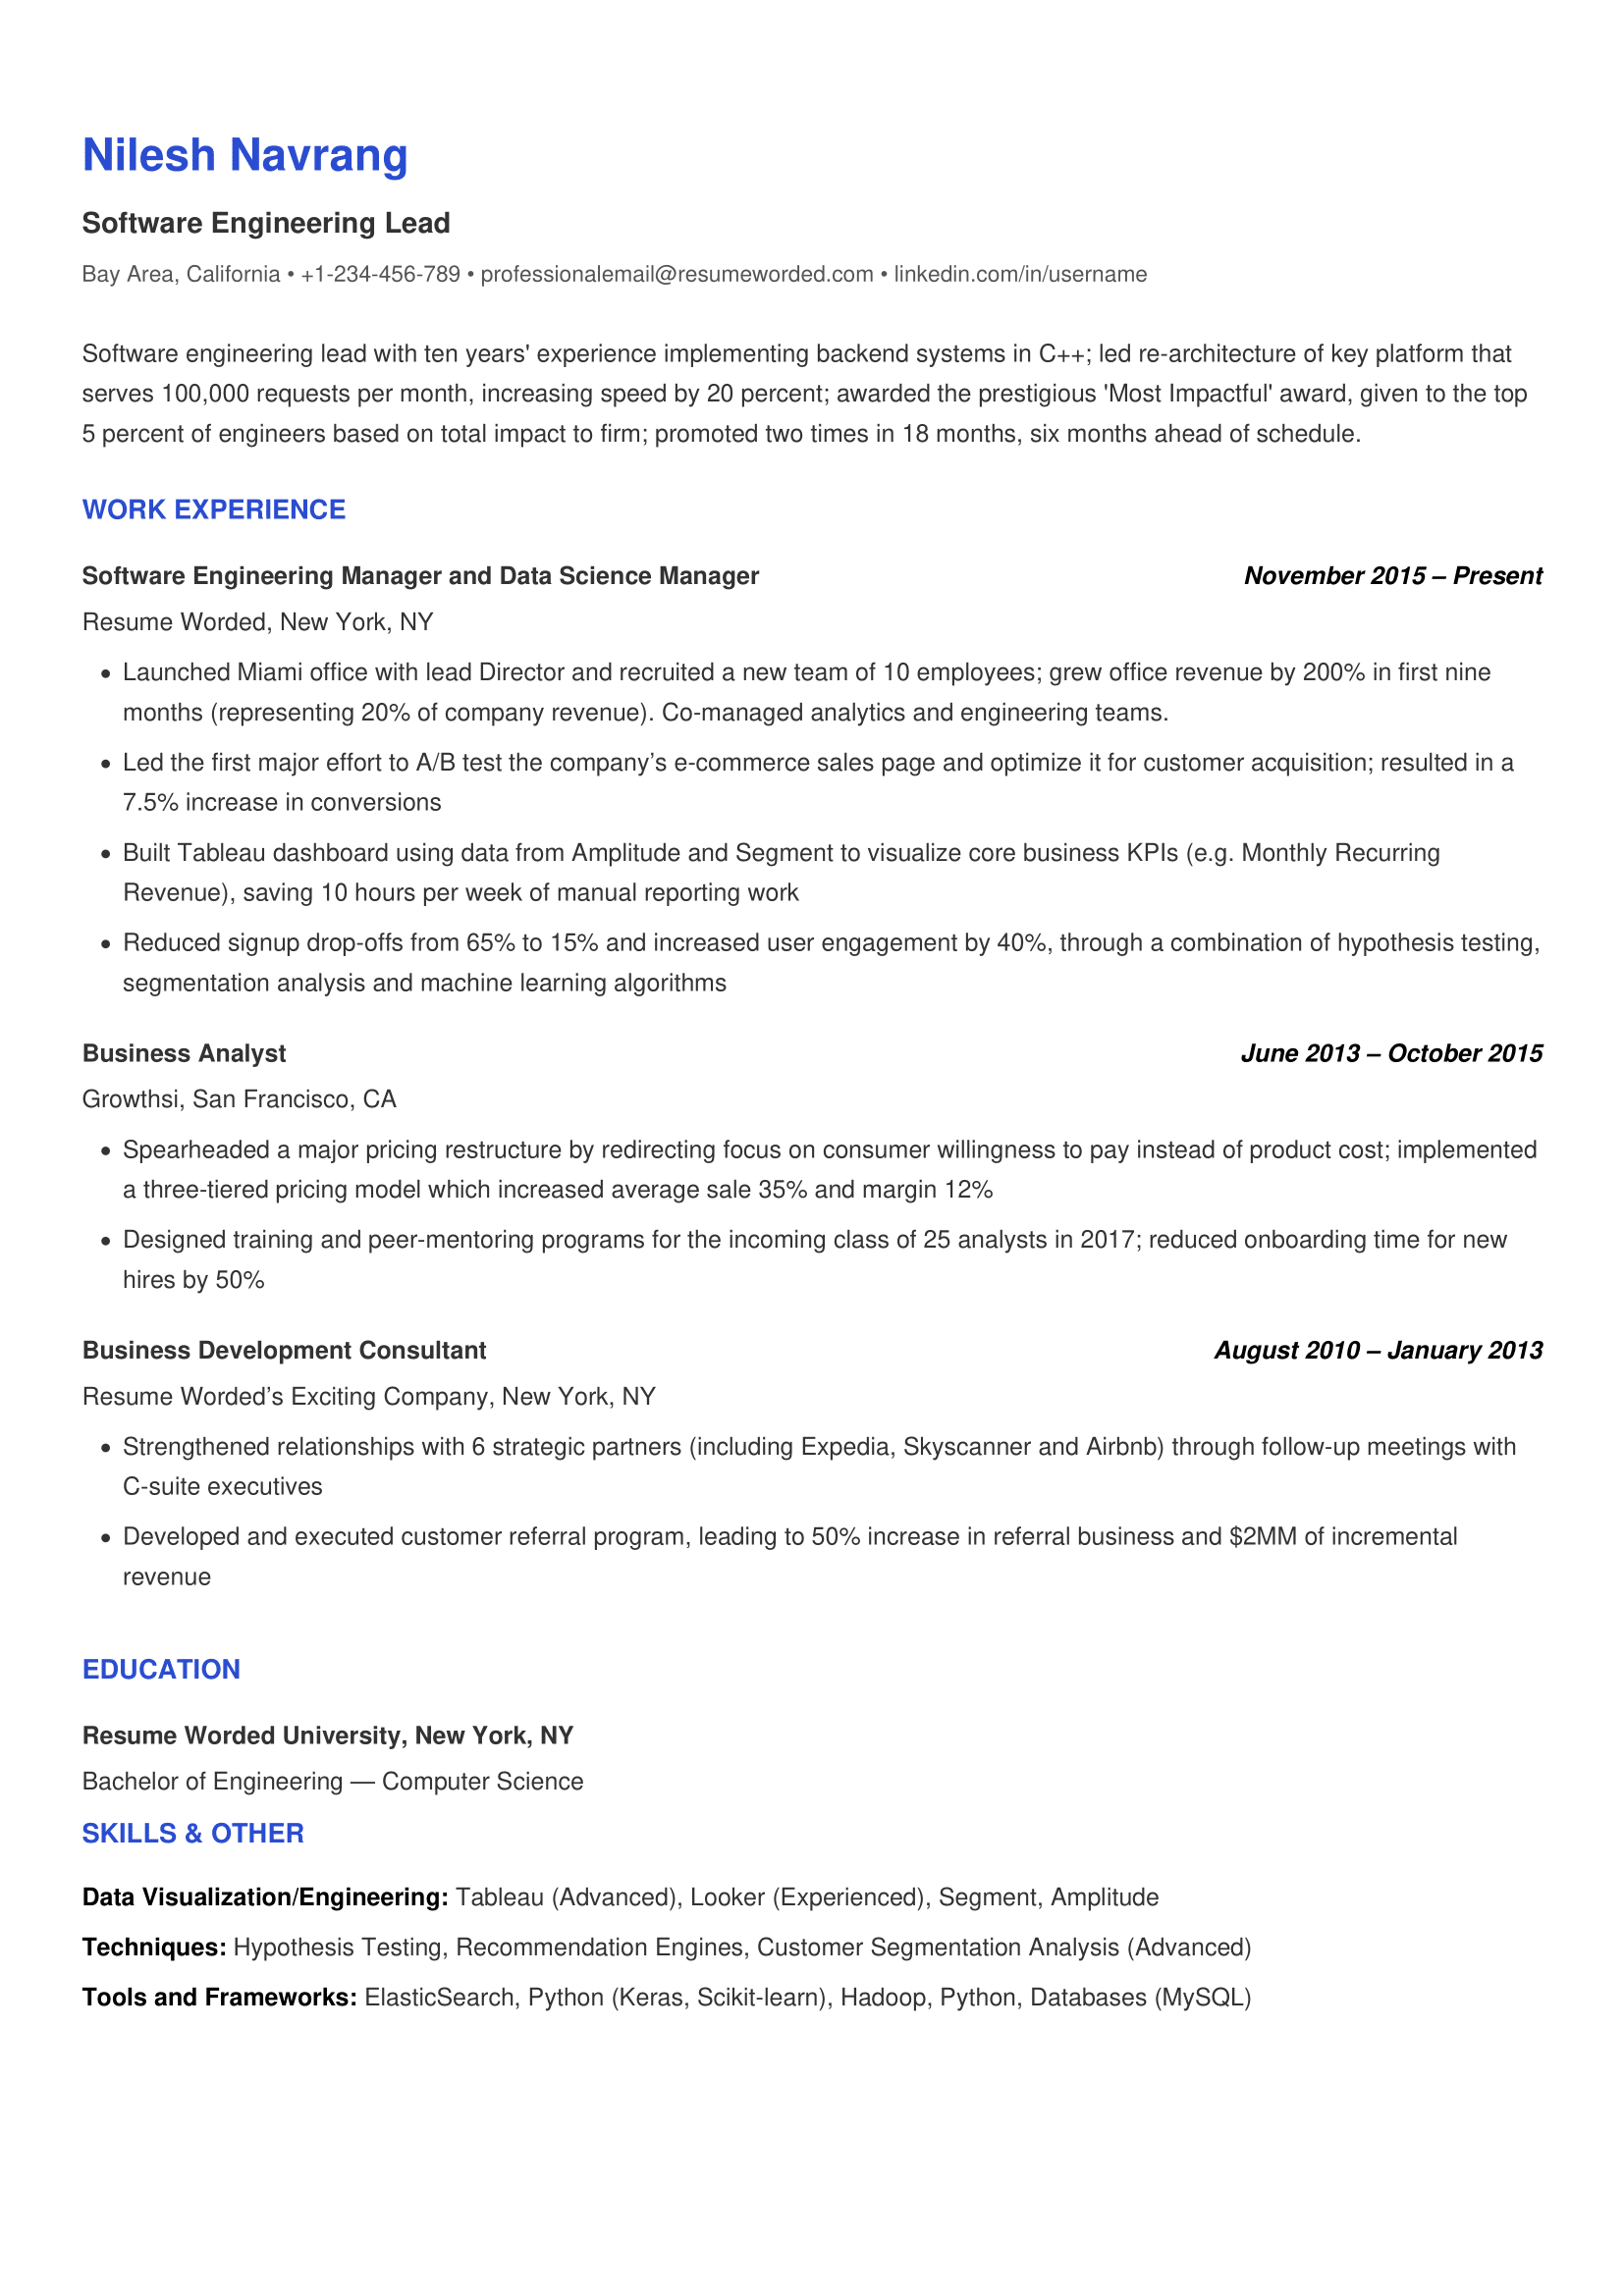 Nilesh Navrang
Software Engineering Lead
Bay Area, California • +1-234-456-789 • professionalemail@resumeworded.com • linkedin.com/in/username
Software engineering lead with ten years' experience implementing backend systems in C++; led re-architecture of key platform that
serves 100,000 requests per month, increasing speed by 20 percent; awarded the prestigious 'Most Impactful' award, given to the top
5 percent of engineers based on total impact to firm; promoted two times in 18 months, six months ahead of schedule.
WORK EXPERIENCE
Software Engineering Manager and Data Science Manager November 2015 – Present
Resume Worded, New York, NY
• Launched Miami office with lead Director and recruited a new team of 10 employees; grew office revenue by 200% in first nine
months (representing 20% of company revenue). Co-managed analytics and engineering teams.
• Led the first major effort to A/B test the company’s e-commerce sales page and optimize it for customer acquisition; resulted in a
7.5% increase in conversions
• Built Tableau dashboard using data from Amplitude and Segment to visualize core business KPIs (e.g. Monthly Recurring
Revenue), saving 10 hours per week of manual reporting work
• Reduced signup drop-offs from 65% to 15% and increased user engagement by 40%, through a combination of hypothesis testing,
segmentation analysis and machine learning algorithms
Business Analyst June 2013 – October 2015
Growthsi, San Francisco, CA
• Spearheaded a major pricing restructure by redirecting focus on consumer willingness to pay instead of product cost; implemented
a three-tiered pricing model which increased average sale 35% and margin 12%
• Designed training and peer-mentoring programs for the incoming class of 25 analysts in 2017; reduced onboarding time for new
hires by 50%
Business Development Consultant August 2010 – January 2013
Resume Worded’s Exciting Company, New York, NY
• Strengthened relationships with 6 strategic partners (including Expedia, Skyscanner and Airbnb) through follow-up meetings with
C-suite executives
• Developed and executed customer referral program, leading to 50% increase in referral business and $2MM of incremental
revenue
EDUCATION
Resume Worded University, New York, NY
Bachelor of Engineering — Computer Science
SKILLS & OTHER
Data Visualization/Engineering: Tableau (Advanced), Looker (Experienced), Segment, Amplitude
Techniques: Hypothesis Testing, Recommendation Engines, Customer Segmentation Analysis (Advanced)
Tools and Frameworks: ElasticSearch, Python (Keras, Scikit-learn), Hadoop, Python, Databases (MySQL)